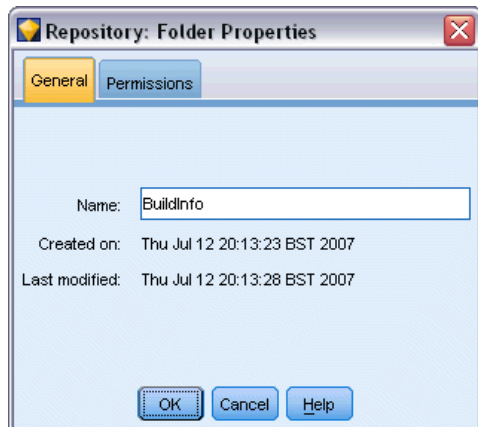 Repository: Folder Properties
General Permissions
Name: BuildInfo
Created on: Thu Jul 12 20:13:23 BST 2007
Last modified: Thu Jul 12 20:13:28 BST 2007
OK Cancel Help